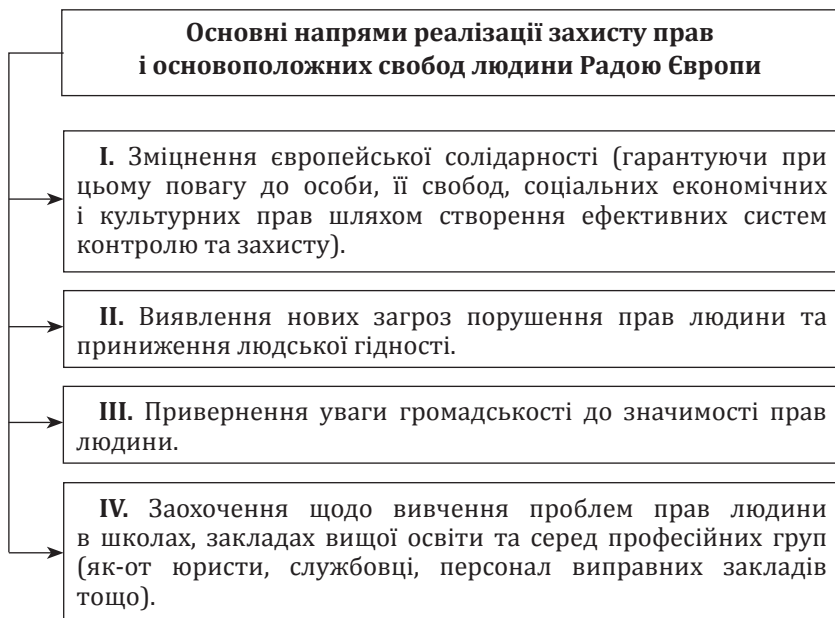 Основні напрями реалізації захисту прав
і основоположних свобод людини Радою Європи
I. Зміцнення європейської солідарності (гарантуючи при
цьому повагу до особи, її свобод, соціальних економічних
і культурних прав шляхом створення ефективних систем
контролю та захисту).
II. Виявлення нових загроз порушення прав людини та
приниження людської гідності.
III. Привернення уваги громадськості до значимості прав
людини.
IV. Заохочення щодо вивчення проблем прав людини
в школах, закладах вищої освіти та серед професійних груп
(як-от юристи, службовці, персонал виправних закладів
тощо).